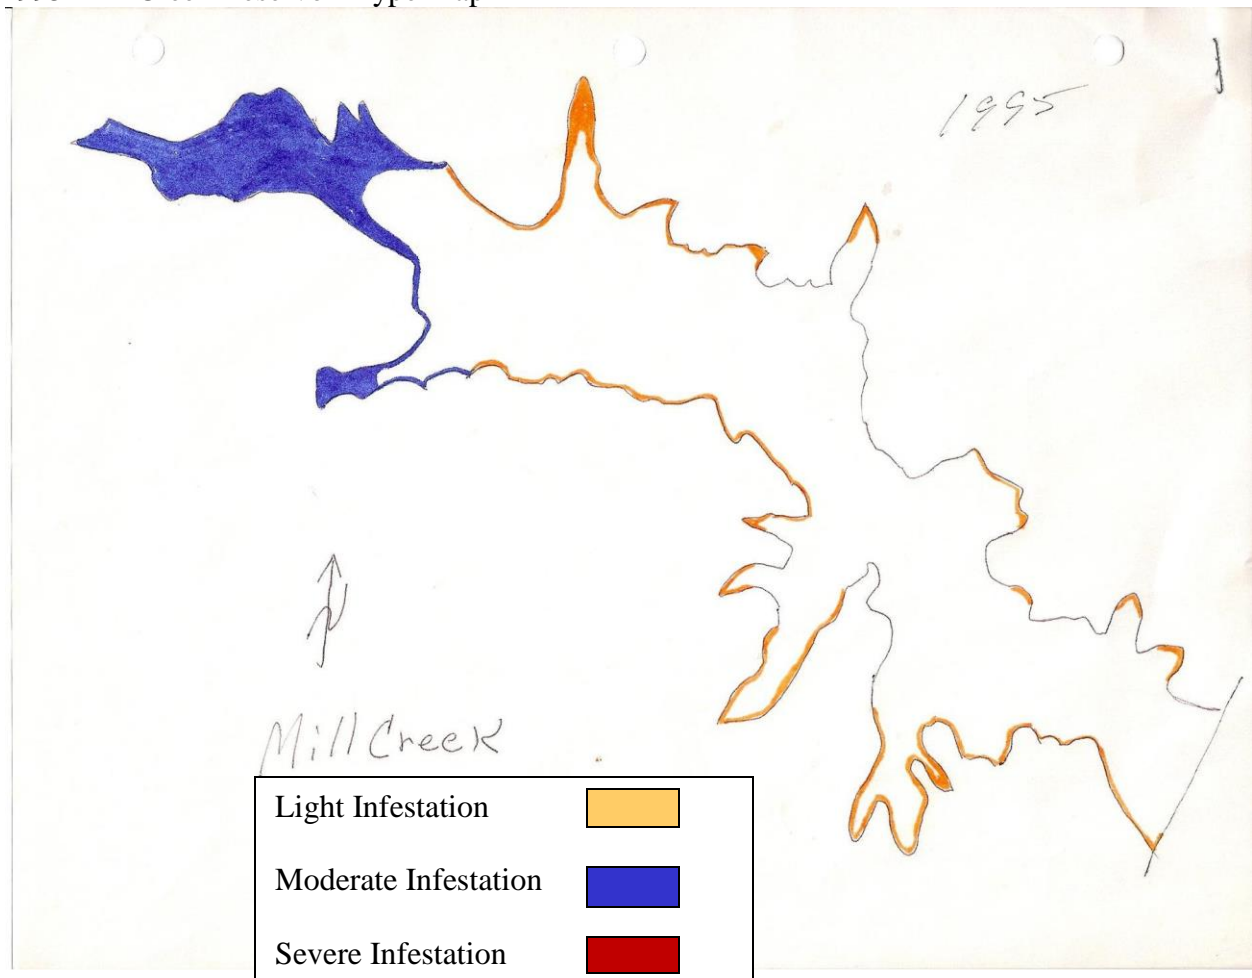 1995
N
Mill Creek
Light Infestation
Moderate Infestation
Severe Infestation